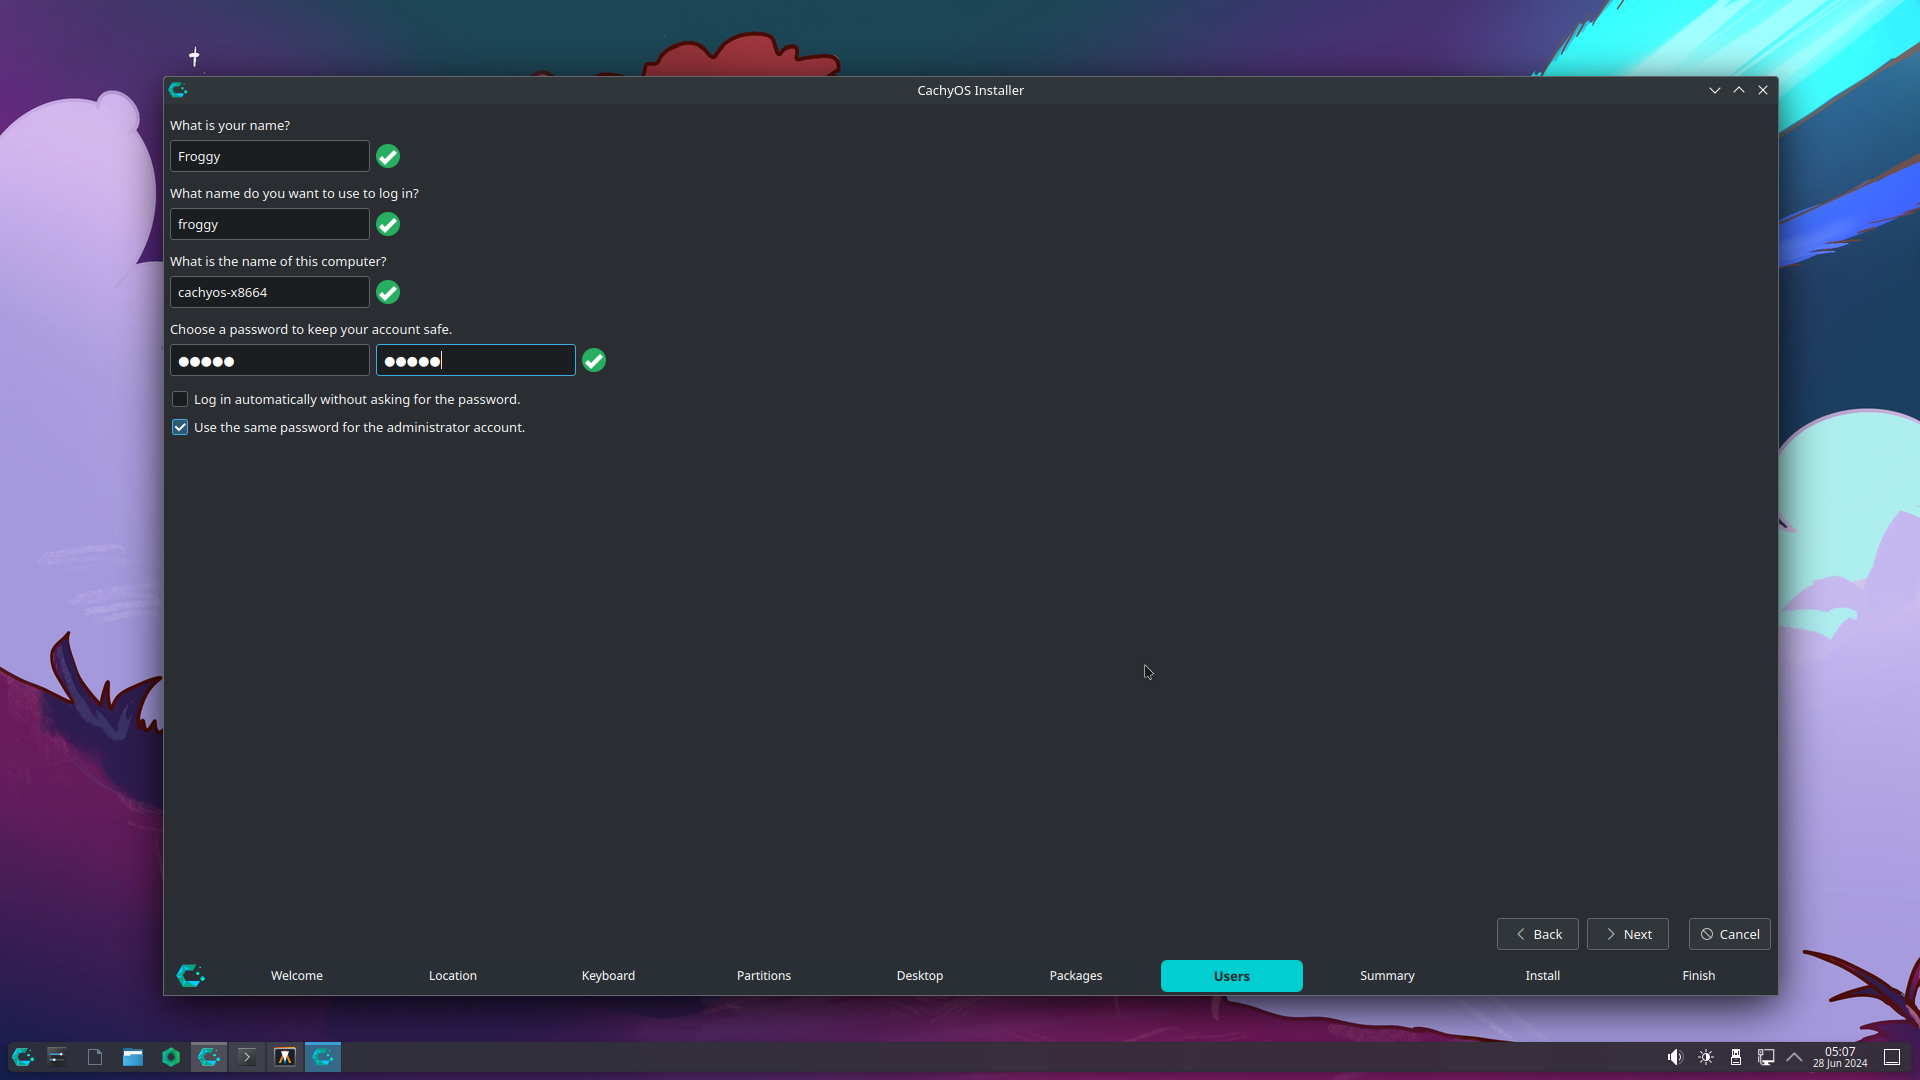 CachyOS Installer
What is your name?
Froggy
What name do you want to use to log in?
froggy
What is the name of this computer?
cachyos-x8664
Choose a password to keep your account safe.
●●●●● ●●●●●
Log in automatically without asking for the password.
Use the same password for the administrator account.
Back Next Cancel
Welcome Location Keyboard Partitions Desktop Packages Users Summary Install Finish
05:07
28 Jun 2024